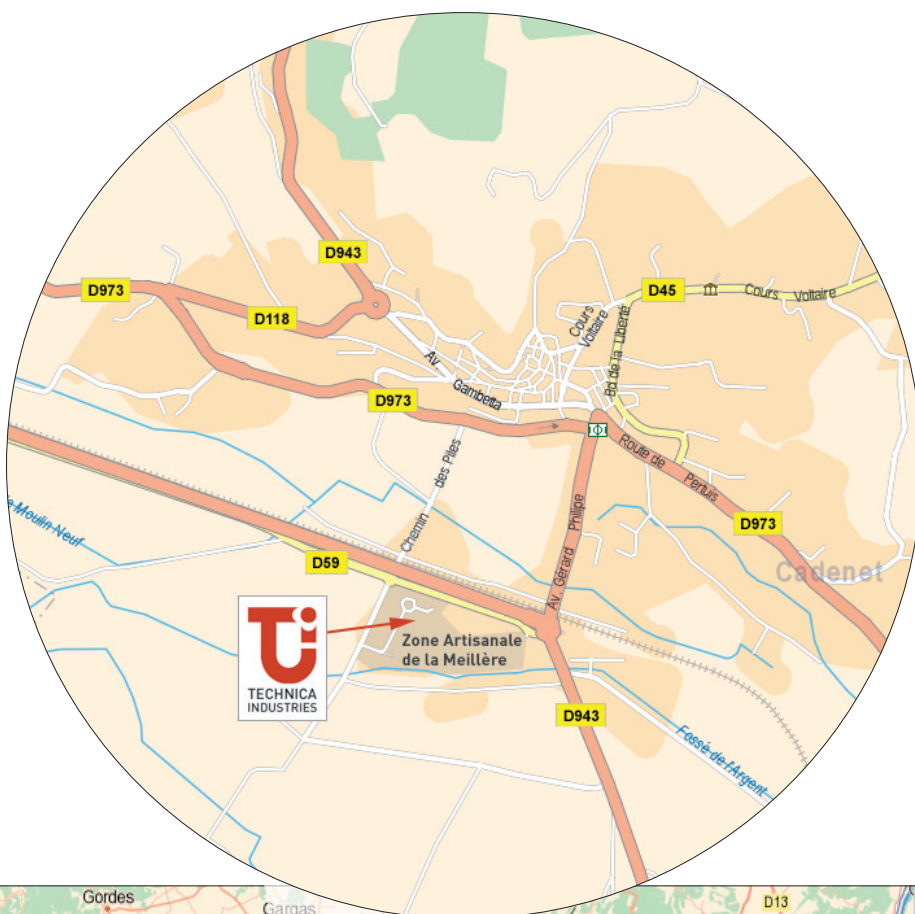 D943
D973
D118
D45
Cours Voltaire
Cours
Voltaire
Bd de la Liberté
Av. Gambetta
D973
Chemin des Piles
Route de Pertuis
D973
Av. Gérard Philipe
Moulin Neuf
D59
Cadenet
Ti
TECHNICA
INDUSTRIES
Zone Artisanale
de la Meillère
D943
Fossé de l'Argent
Gordes
Gargas
D13